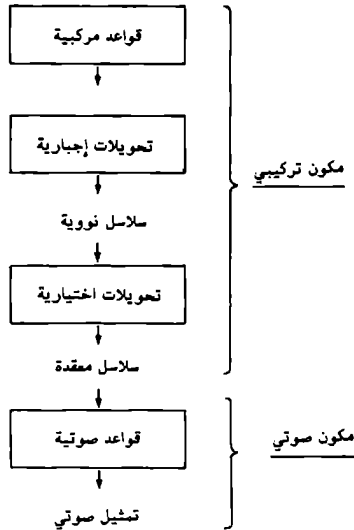 قواعد مركبية
تحويلات إجبارية
مكون تركيبي
سلاسل نووية
تحويلات اختيارية
سلاسل معقدة
قواعد صوتية
مكون صوتي
تمثيل صوتي